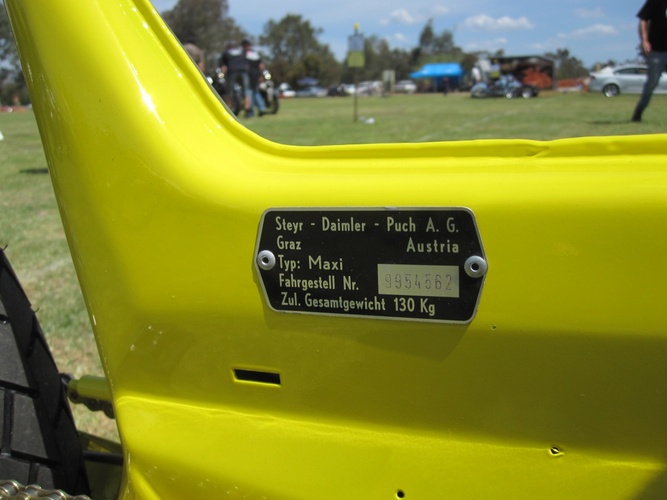 Steyr - Daimler - Puch A. G.
Graz Austria
Typ: Maxi
Fahrgestell Nr. 9954562
Zul. Gesamtgewicht 130 Kg